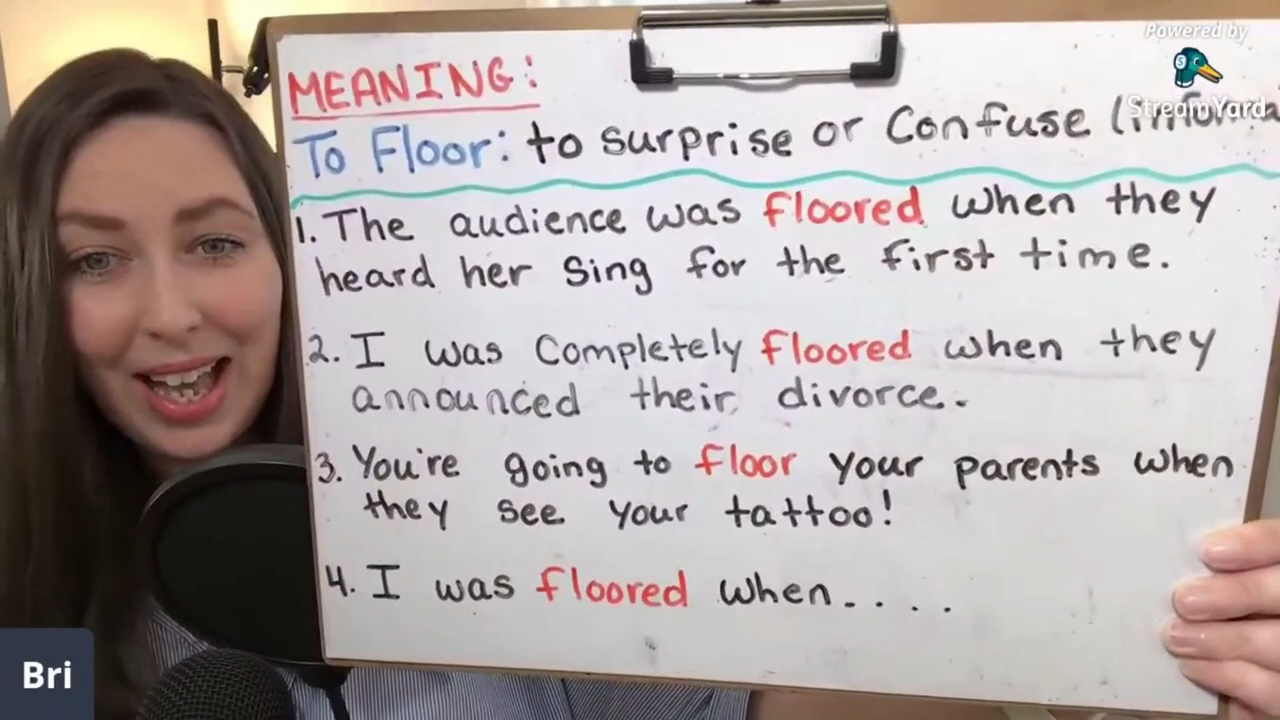 Powered by
StreamYard
MEANING:
To Floor: to surprise or confuse
1. The audience was floored when they
heard her sing for the first time.
2. I was completely floored when they
announced their divorce.
3. You're going to floor your parents when
they see your tattoo!
4. I was floored when....
Bri